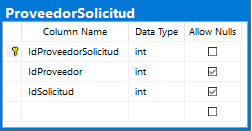 ProveedorSolicitud
Column Name Data Type Allow Nulls
IdProveedorSolicitud int
IdProveedor int
IdSolicitud int